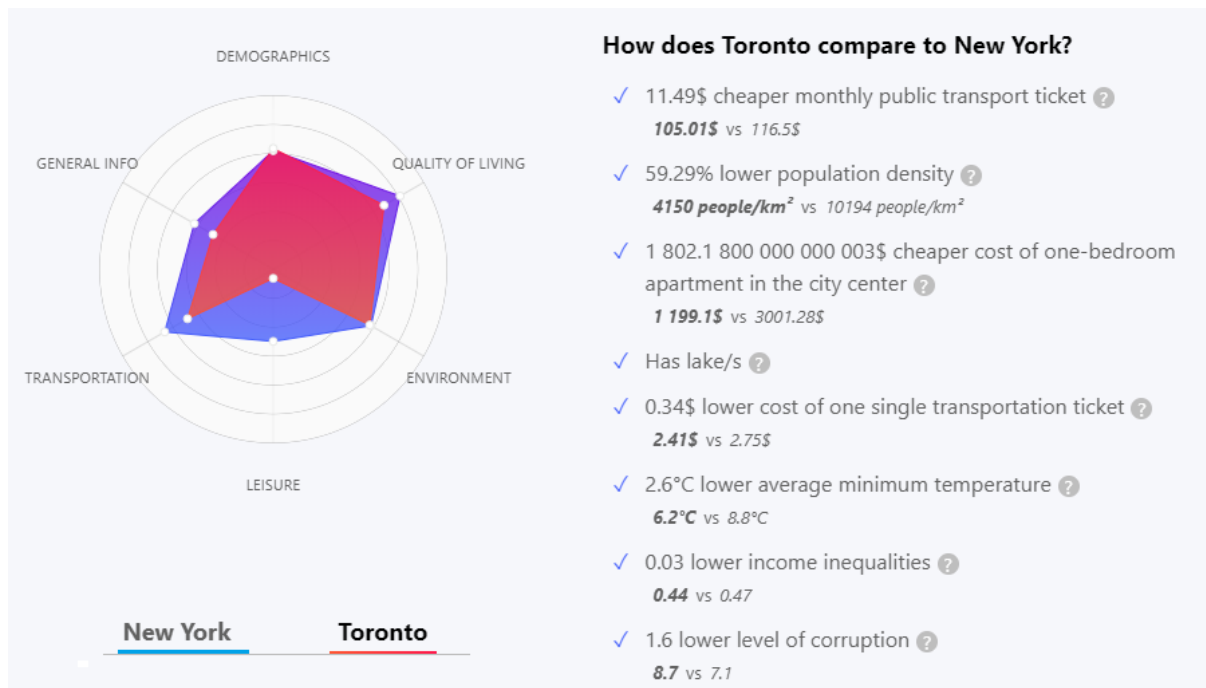 DEMOGRAPHICS
GENERAL INFO
QUALITY OF LIVING
TRANSPORTATION
ENVIRONMENT
LEISURE
New York
Toronto
How does Toronto compare to New York?
✓ 11.49$ cheaper monthly public transport ticket ?
105.01$ vs 116.5$
✓ 59.29% lower population density ?
4150 people/km² vs 10194 people/km²
✓ 1 802.1 800 000 000 003$ cheaper cost of one-bedroom
apartment in the city center ?
1 199.1$ vs 3001.28$
✓ Has lake/s ?
✓ 0.34$ lower cost of one single transportation ticket ?
2.41$ vs 2.75$
✓ 2.6°C lower average minimum temperature ?
6.2°C vs 8.8°C
✓ 0.03 lower income inequalities ?
0.44 vs 0.47
✓ 1.6 lower level of corruption ?
8.7 vs 7.1